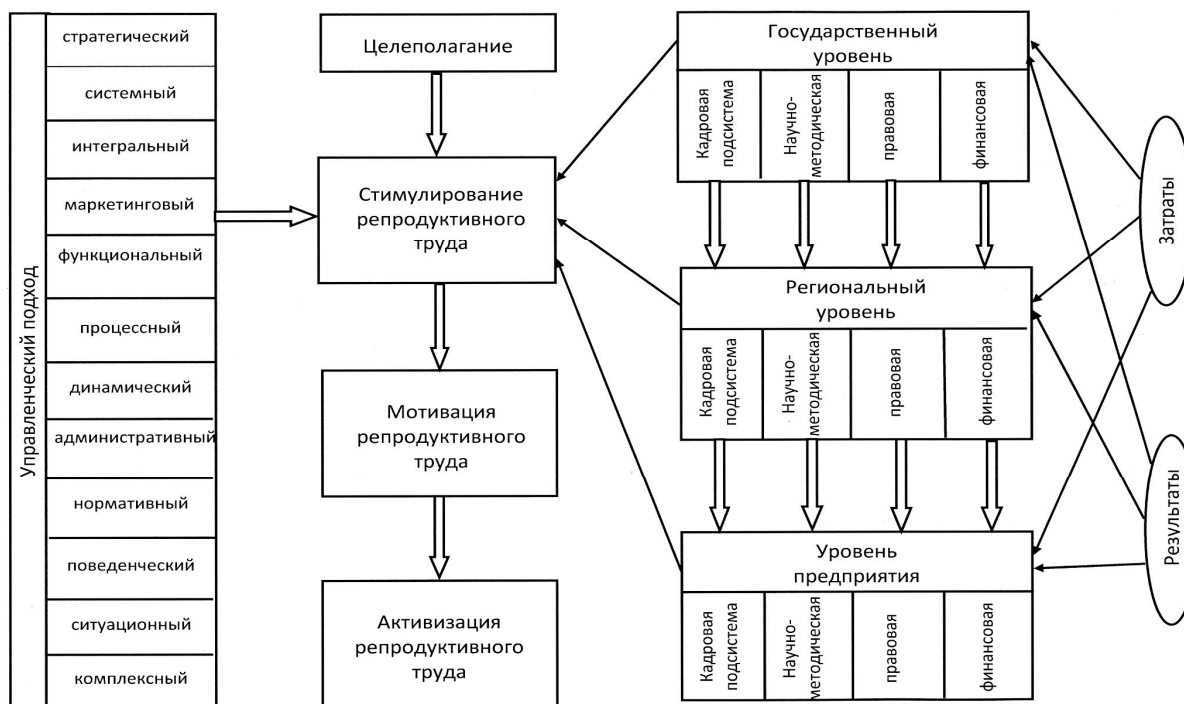 Управленческий подход
стратегический
системный
интегральный
маркетинговый
функциональный
процессный
динамический
административный
нормативный
поведенческий
ситуационный
комплексный
Целеполагание
Стимулирование
репродуктивного
труда
Мотивация
репродуктивного
труда
Активизация
репродуктивного
труда
Государственный
уровень
Кадровая
подсистема
Научно-
методическая
правовая
финансовая
Региональный
уровень
Кадровая
подсистема
Научно-
методическая
правовая
финансовая
Уровень
предприятия
Кадровая
подсистема
Научно-
методическая
правовая
финансовая
Затраты
Результаты